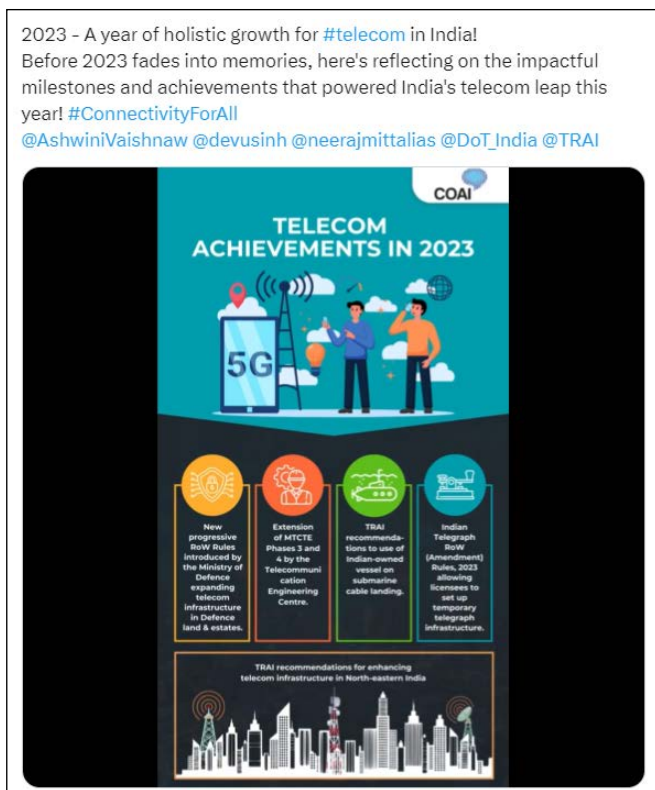 2023 - A year of holistic growth for #telecom in India!
Before 2023 fades into memories, here's reflecting on the impactful
milestones and achievements that powered India's telecom leap this
year! #ConnectivityForAll
@AshwiniVaishnaw @devusinh @neerajmittalias @DoT_India @TRAI
COAI
TELECOM
ACHIEVEMENTS IN 2023
5G
New
progressive
RoW Rules
introduced by
the Ministry of
Defence
expanding
telecom
infrastructure
in Defence
land & estates.
Extension
of MTCTE
Phases 3 and
4 by the
Telecommuni
cation
Engineering
Centre.
TRAI
recommenda-
tions to use of
Indian-owned
vessel on
submarine
cable landing.
Indian
Telegraph
RoW
(Amendment)
Rules, 2023
allowing
licensees to
set up
temporary
telegraph
infrastructure.
TRAI recommendations for enhancing
telecom infrastructure in North-eastern India